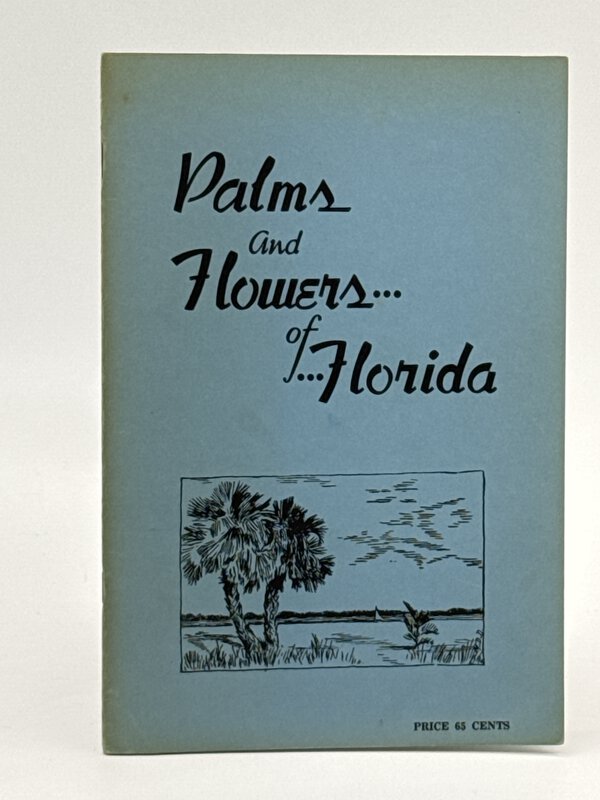 Palms
and
Flowers...
of
...Florida
PRICE 65 CENTS